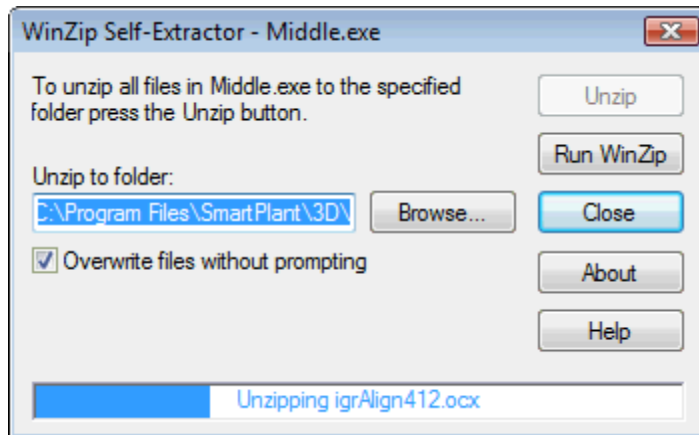 WinZip Self-Extractor - Middle.exe
To unzip all files in Middle.exe to the specified
folder press the Unzip button.
Unzip
Run WinZip
Unzip to folder:
C:\Program Files\SmartPlant\3D\
Browse...
Close
Overwrite files without prompting
About
Help
Unzipping igrAlign412.ocx